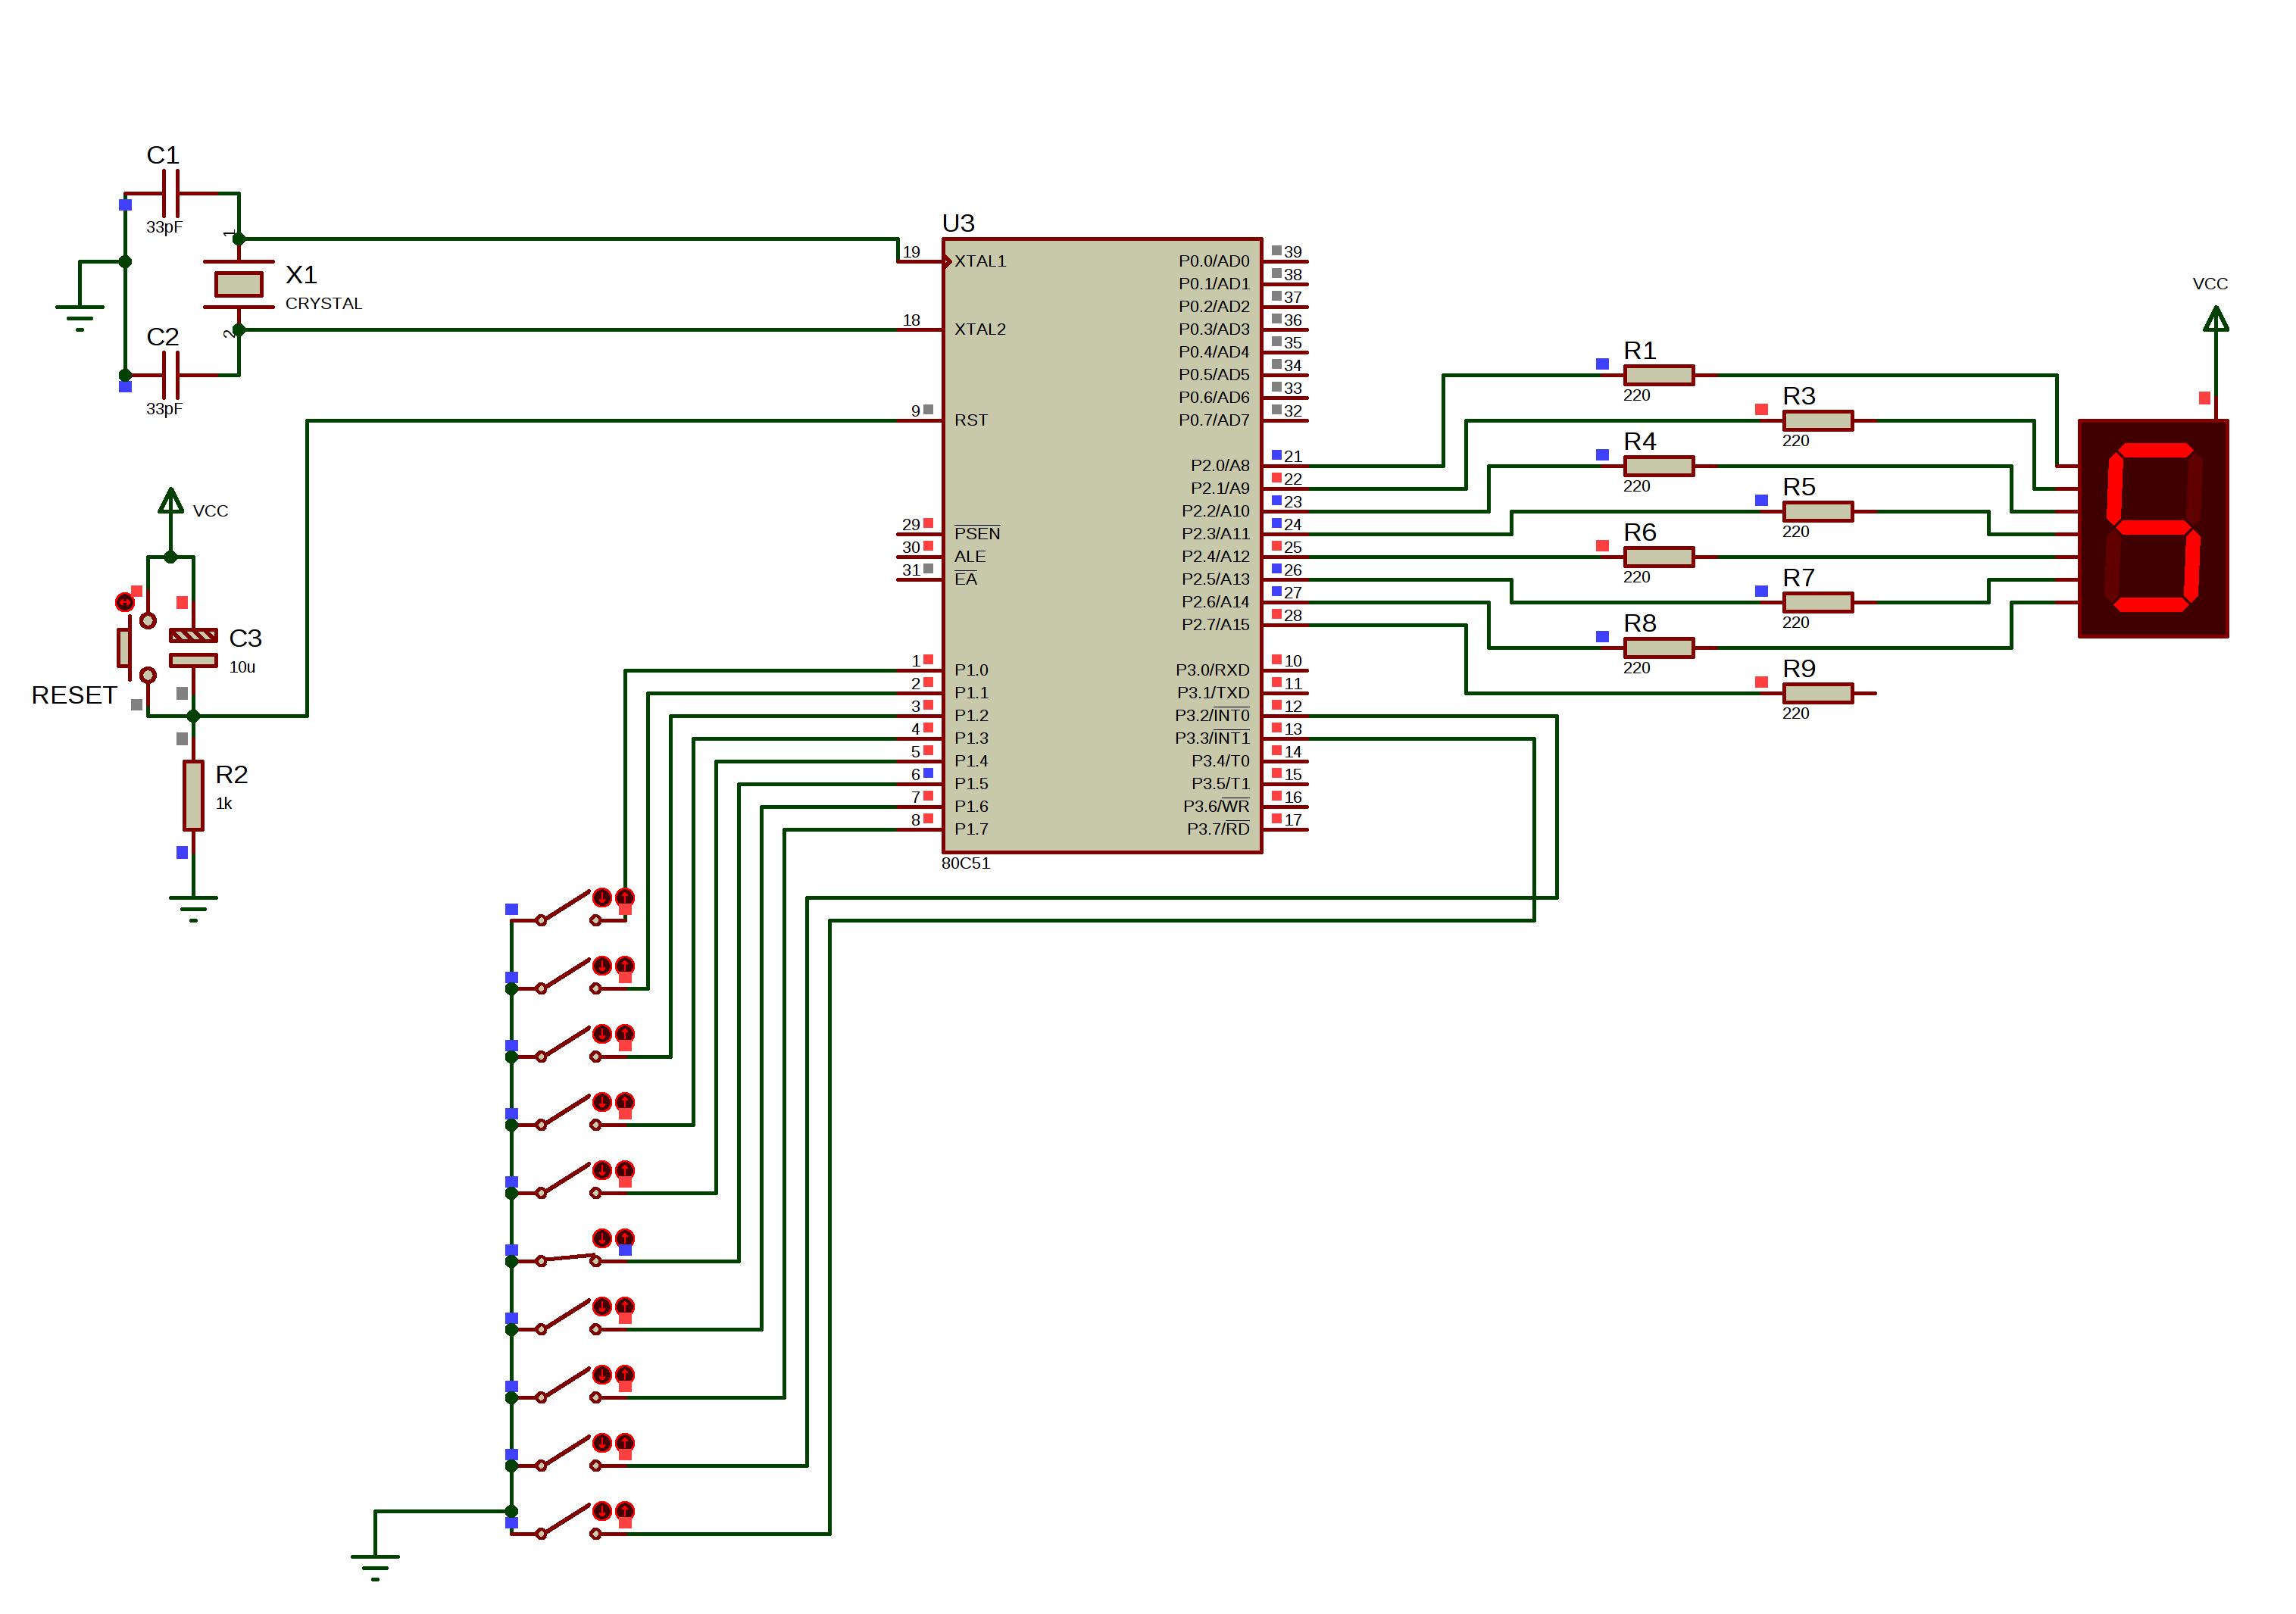 C1
33pF
1
X1
CRYSTAL
2
C2
33pF
VCC
C3
10u
RESET
R2
1k
U3
19 XTAL1
18 XTAL2
9 RST
29 PSEN
30 ALE
31 EA
1 P1.0
2 P1.1
3 P1.2
4 P1.3
5 P1.4
6 P1.5
7 P1.6
8 P1.7
P0.0/AD0 39
P0.1/AD1 38
P0.2/AD2 37
P0.3/AD3 36
P0.4/AD4 35
P0.5/AD5 34
P0.6/AD6 33
P0.7/AD7 32
P2.0/A8 21
P2.1/A9 22
P2.2/A10 23
P2.3/A11 24
P2.4/A12 25
P2.5/A13 26
P2.6/A14 27
P2.7/A15 28
P3.0/RXD 10
P3.1/TXD 11
P3.2/INT0 12
P3.3/INT1 13
P3.4/T0 14
P3.5/T1 15
P3.6/WR 16
P3.7/RD 17
80C51
R1
220
R3
220
R4
220
R5
220
R6
220
R7
220
R8
220
R9
220
VCC
5